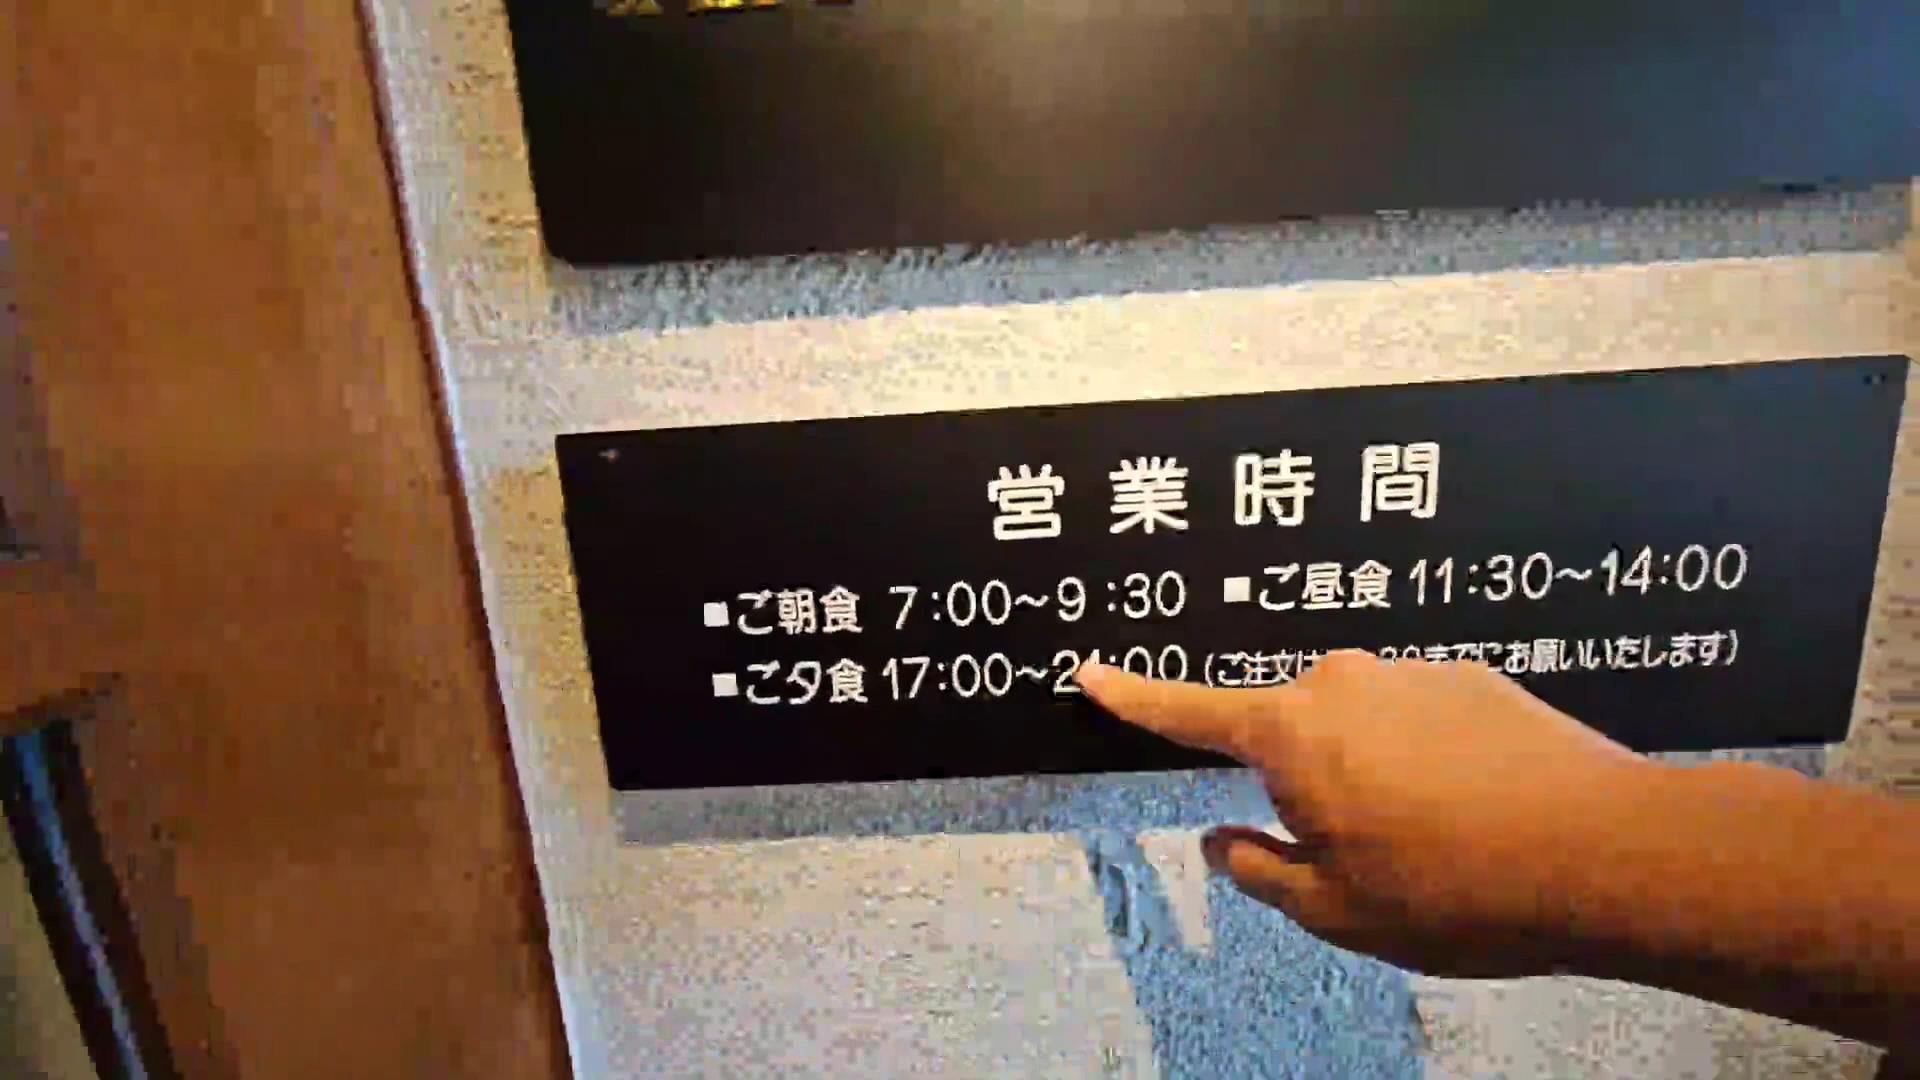 営業時間
■ご朝食 7:00～9:30 ■ご昼食 11:30～14:00
■ご夕食 17:00～21:00 (ご注文は までにお願いいたします)